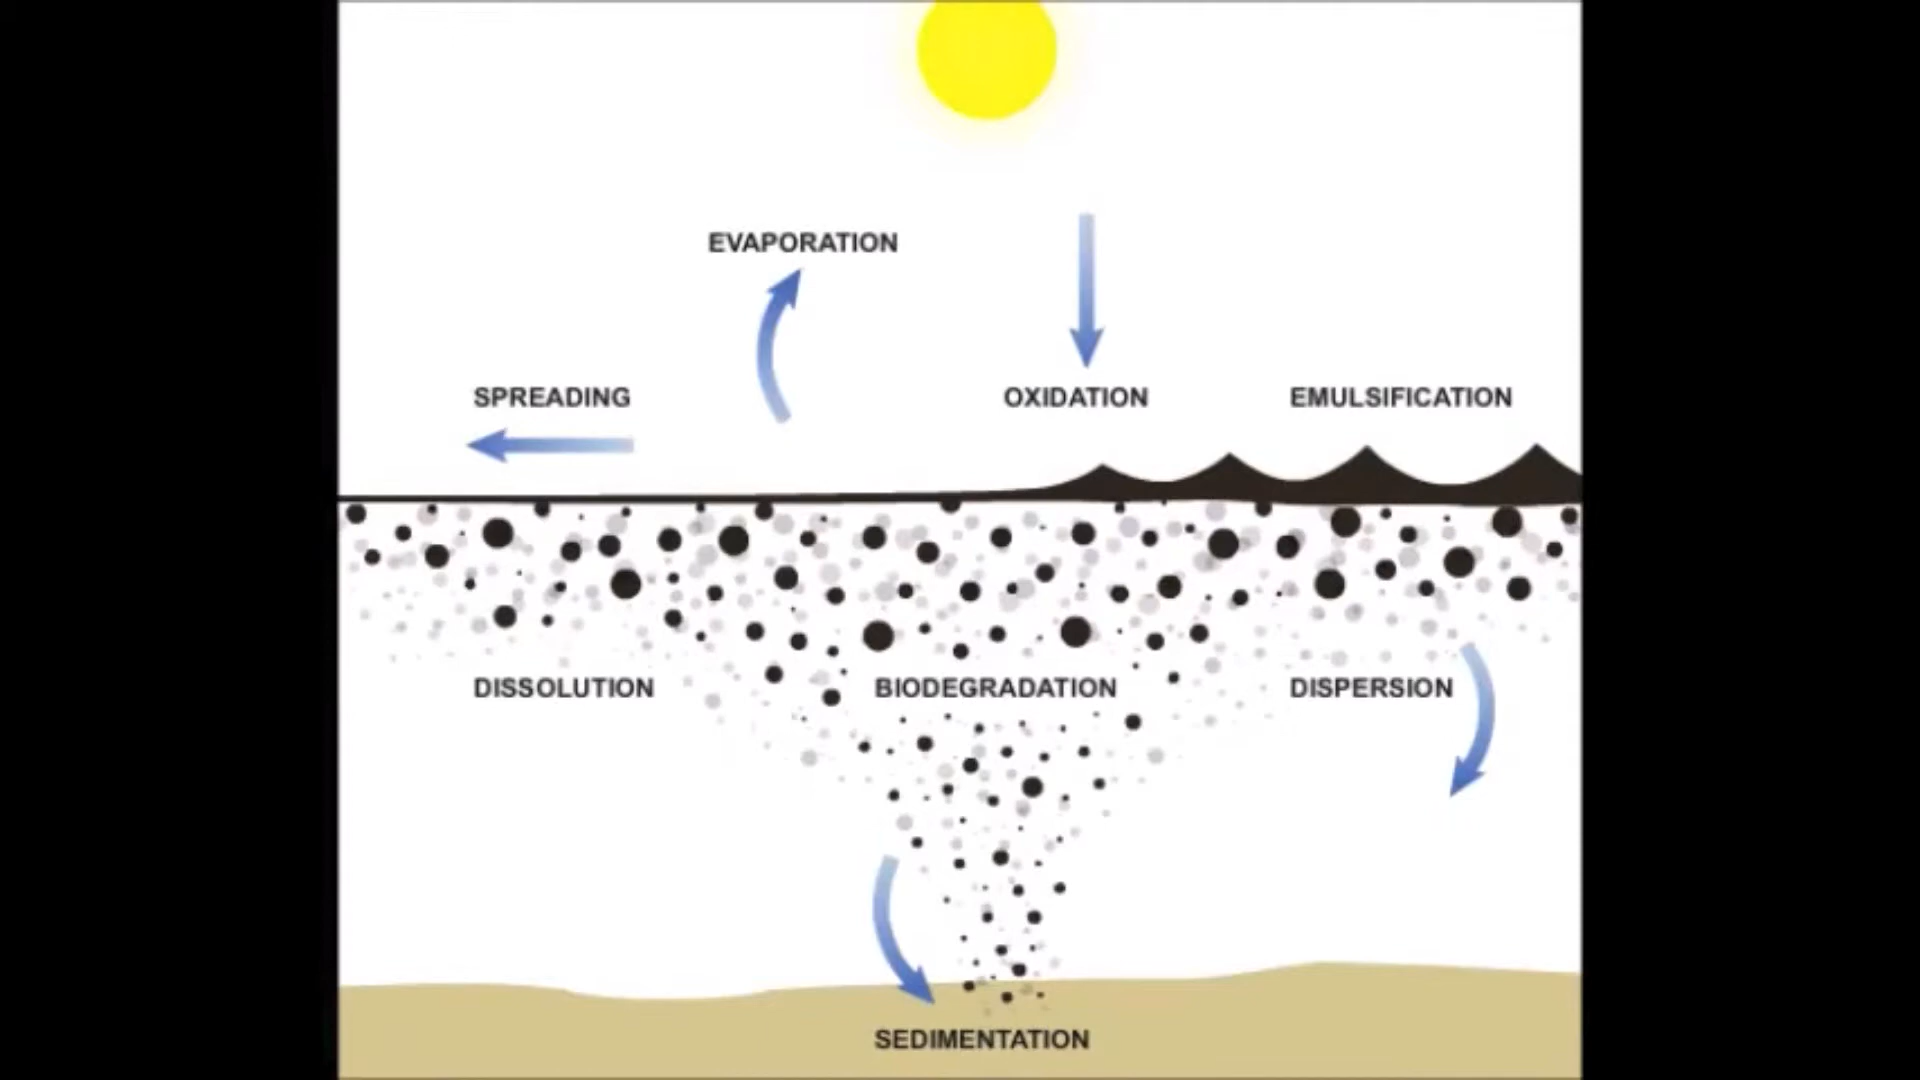 EVAPORATION
SPREADING
OXIDATION
EMULSIFICATION
DISSOLUTION
BIODEGRADATION
DISPERSION
SEDIMENTATION